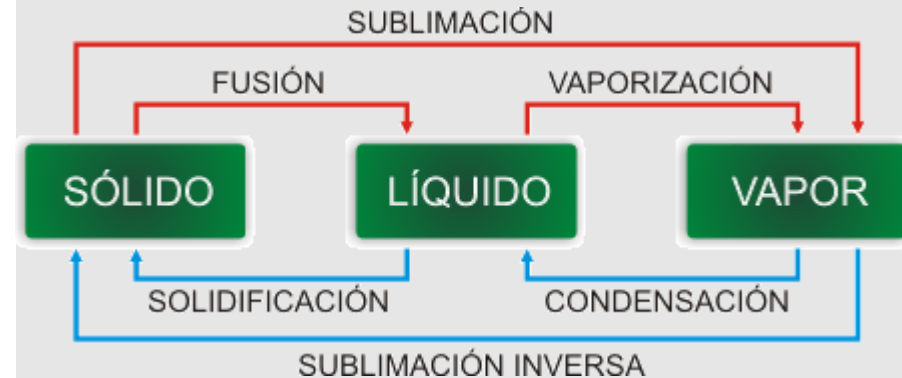 SUBLIMACIÓN
FUSIÓN
VAPORIZACIÓN
SÓLIDO
LÍQUIDO
VAPOR
SOLIDIFICACIÓN
CONDENSACIÓN
SUBLIMACIÓN INVERSA